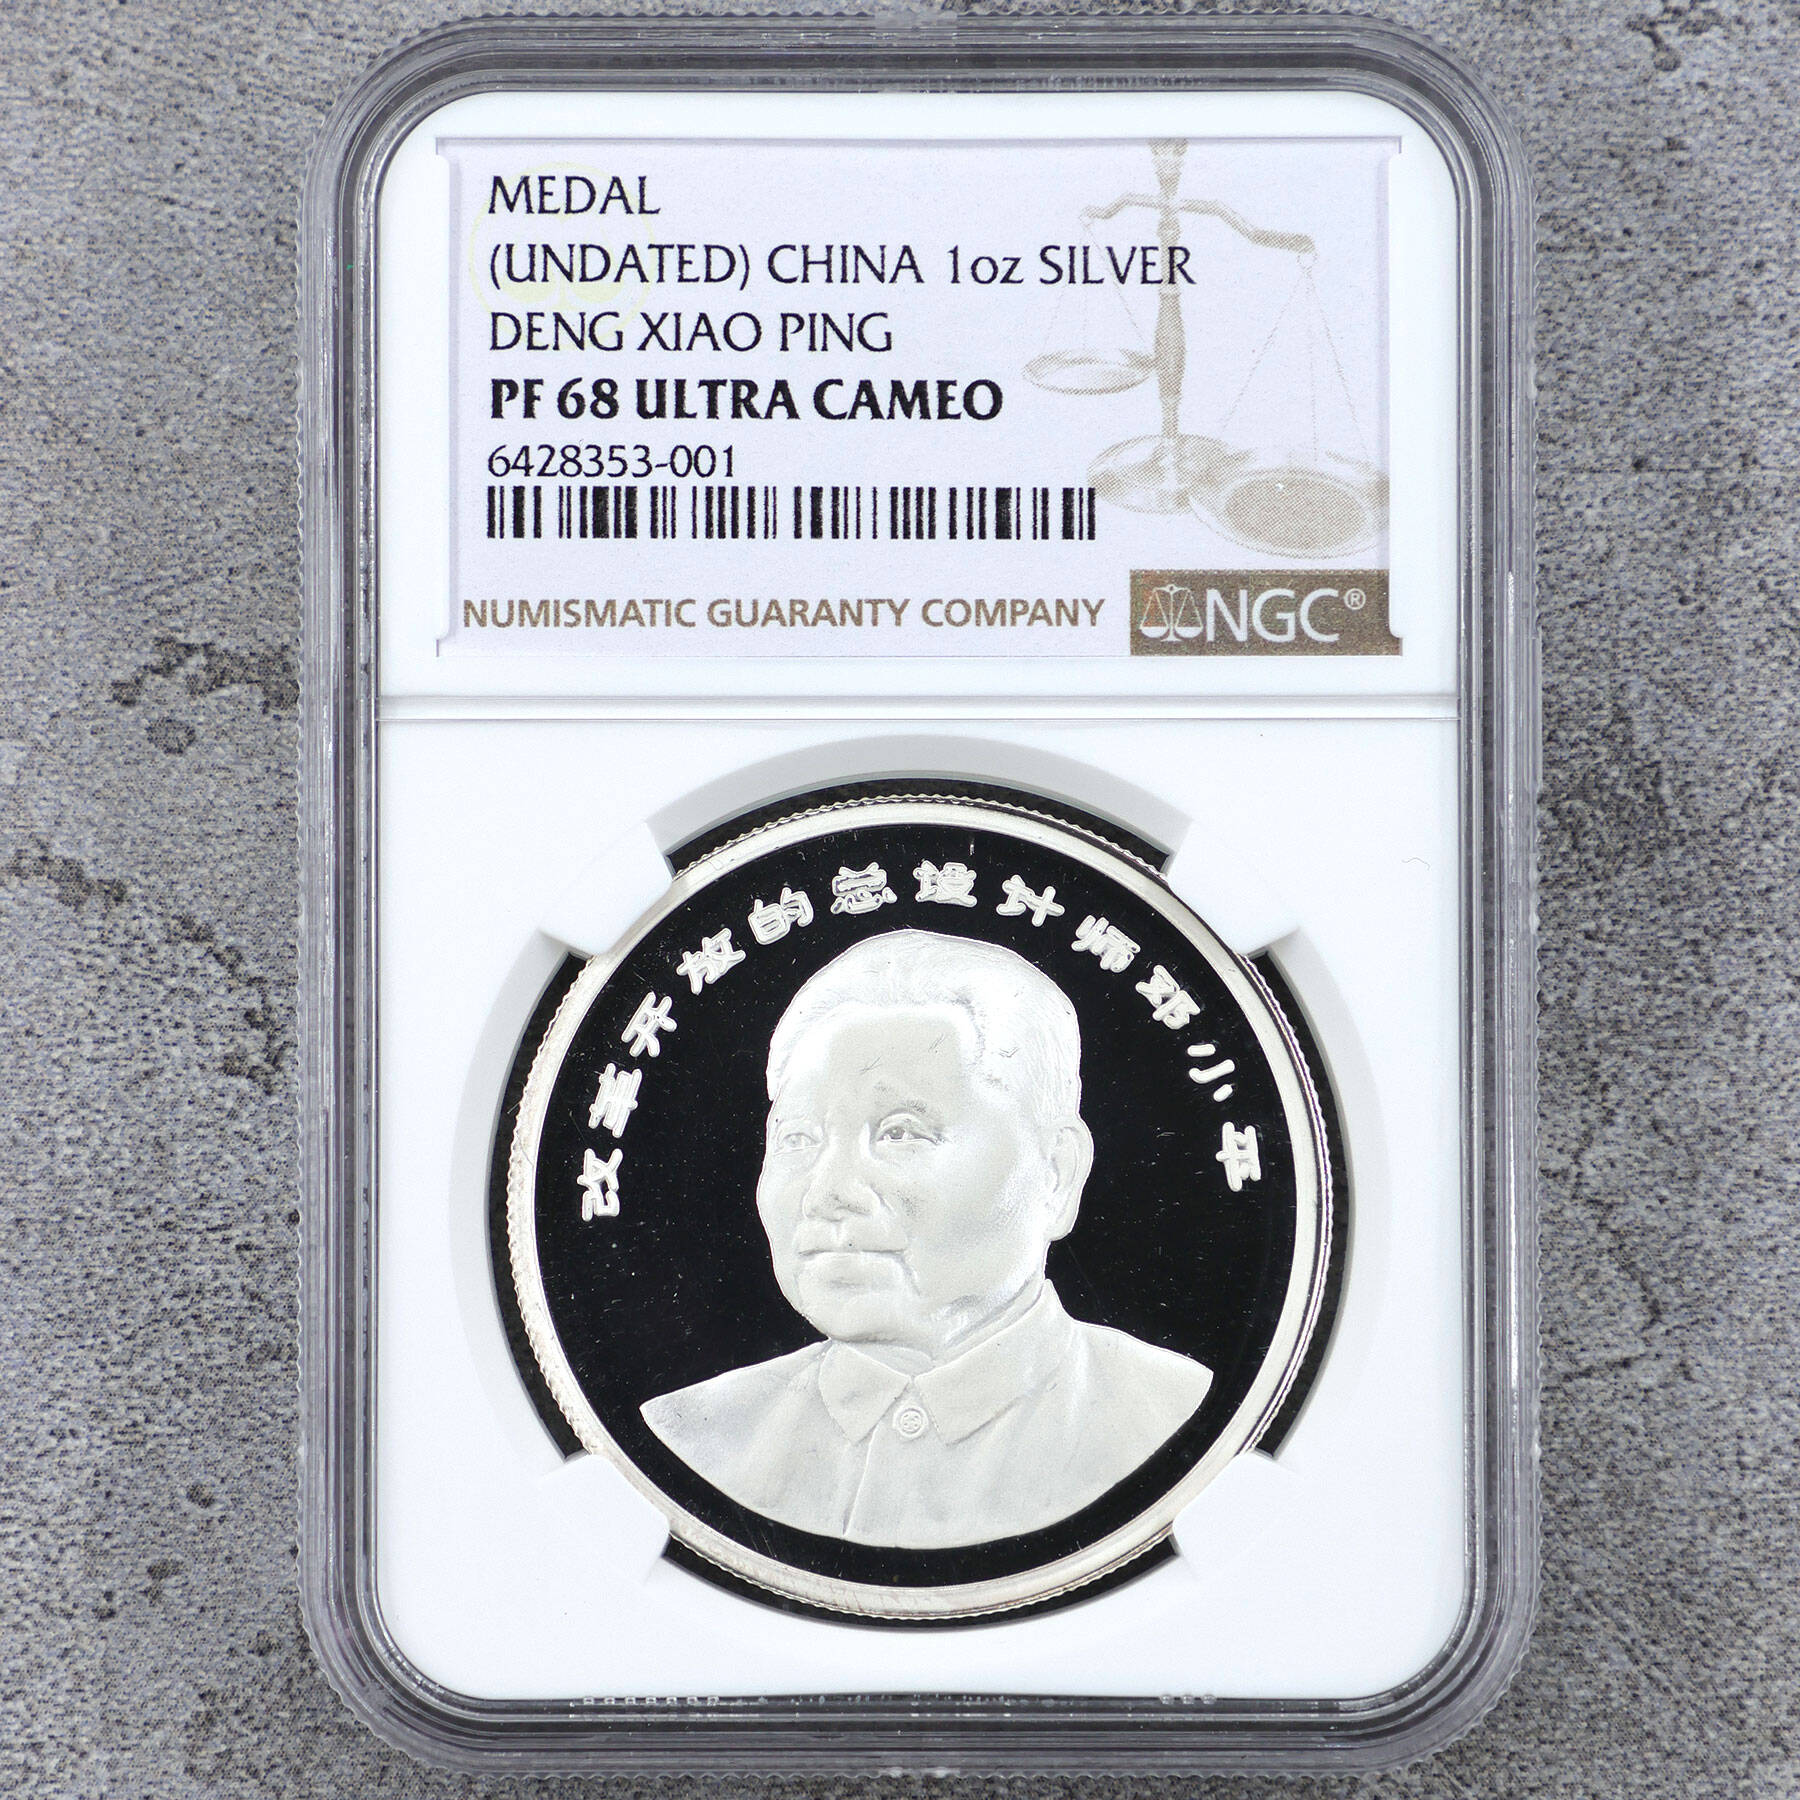 MEDAL
(UNDATED) CHINA 1oz SILVER
DENG XIAO PING
PF 68 ULTRA CAMEO
6428353-001
NUMISMATIC GUARANTY COMPANY
NGC®
改革开放的总设计师邓小平